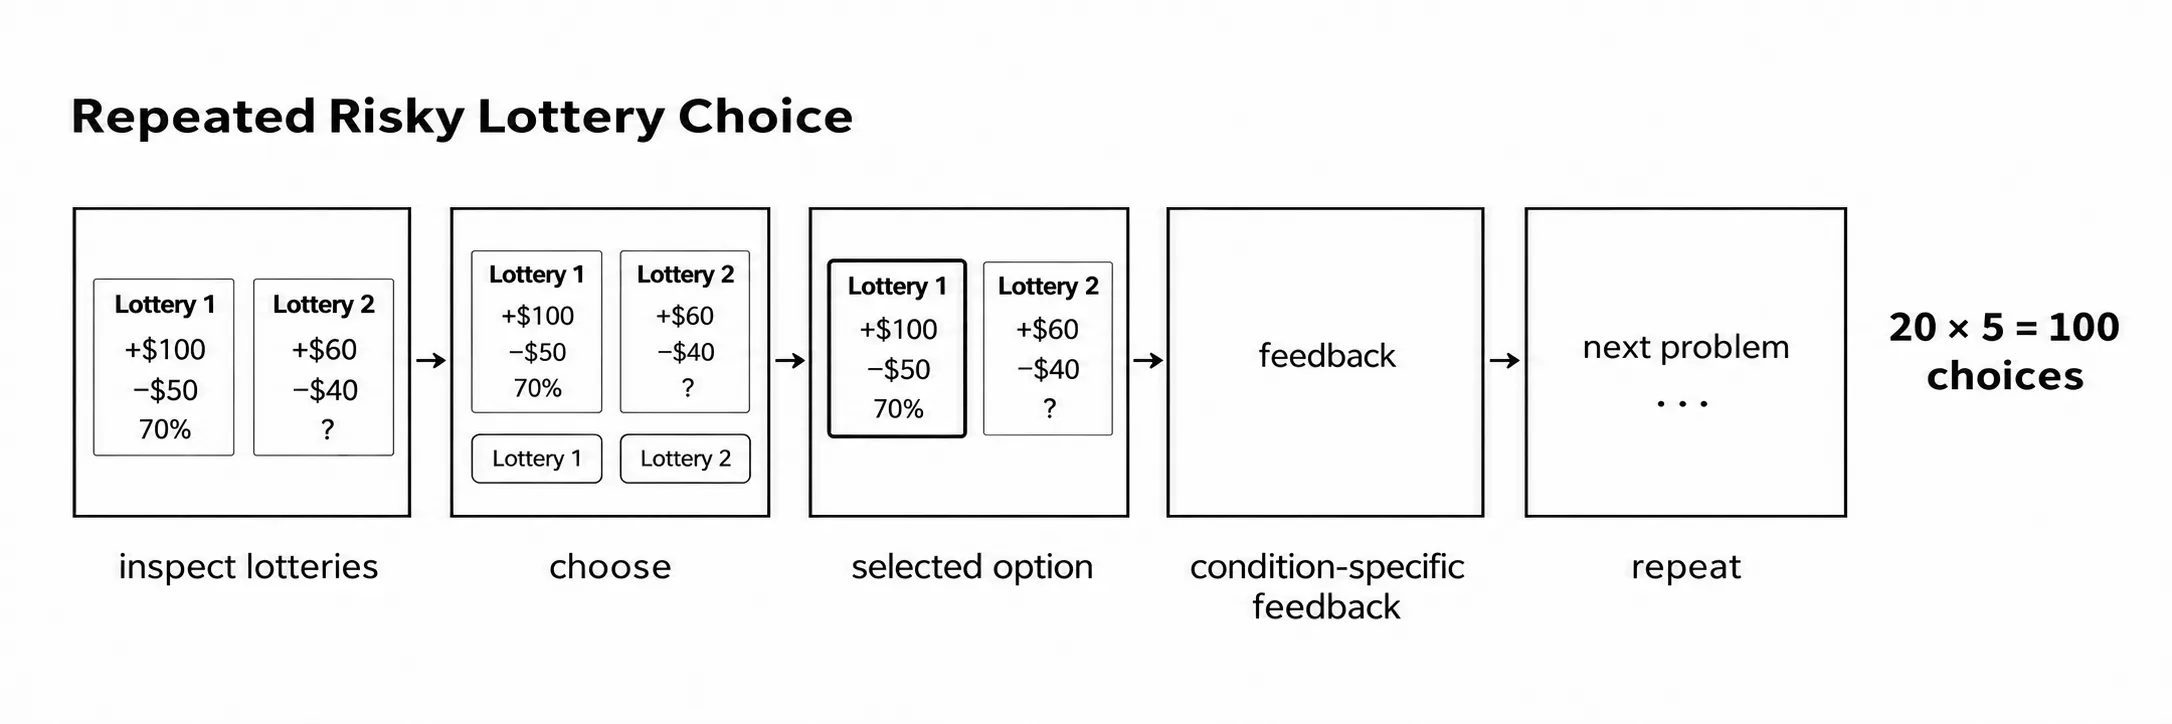 Repeated Risky Lottery Choice
Lottery 1
+$100
−$50
70%
Lottery 2
+$60
−$40
?
inspect lotteries
Lottery 1
+$100
−$50
70%
Lottery 2
+$60
−$40
?
Lottery 1
Lottery 2
choose
Lottery 1
+$100
−$50
70%
Lottery 2
+$60
−$40
?
selected option
feedback
condition-specific
feedback
next problem
...
repeat
20 × 5 = 100
choices